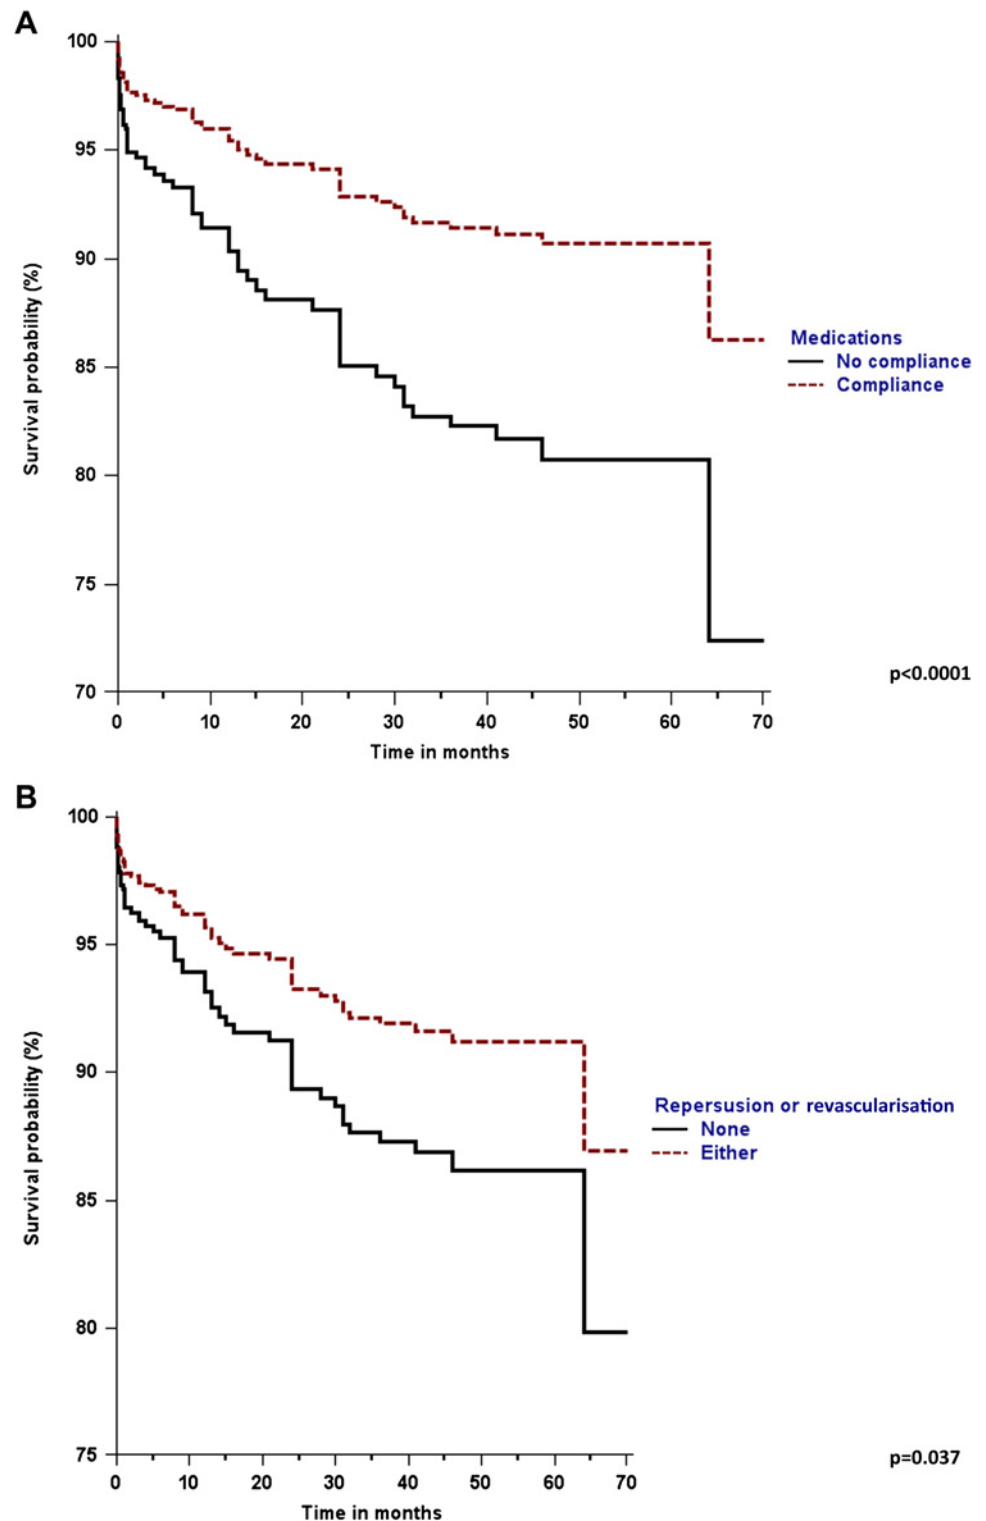 A
100
95
90
85
80
75
70
Survival probability (%)
0 10 20 30 40 50 60 70
Time in months
Medications
No compliance
Compliance
p<0.0001
B
100
95
90
85
80
75
Survival probability (%)
0 10 20 30 40 50 60 70
Time in months
Repersusion or revascularisation
None
Either
p=0.037